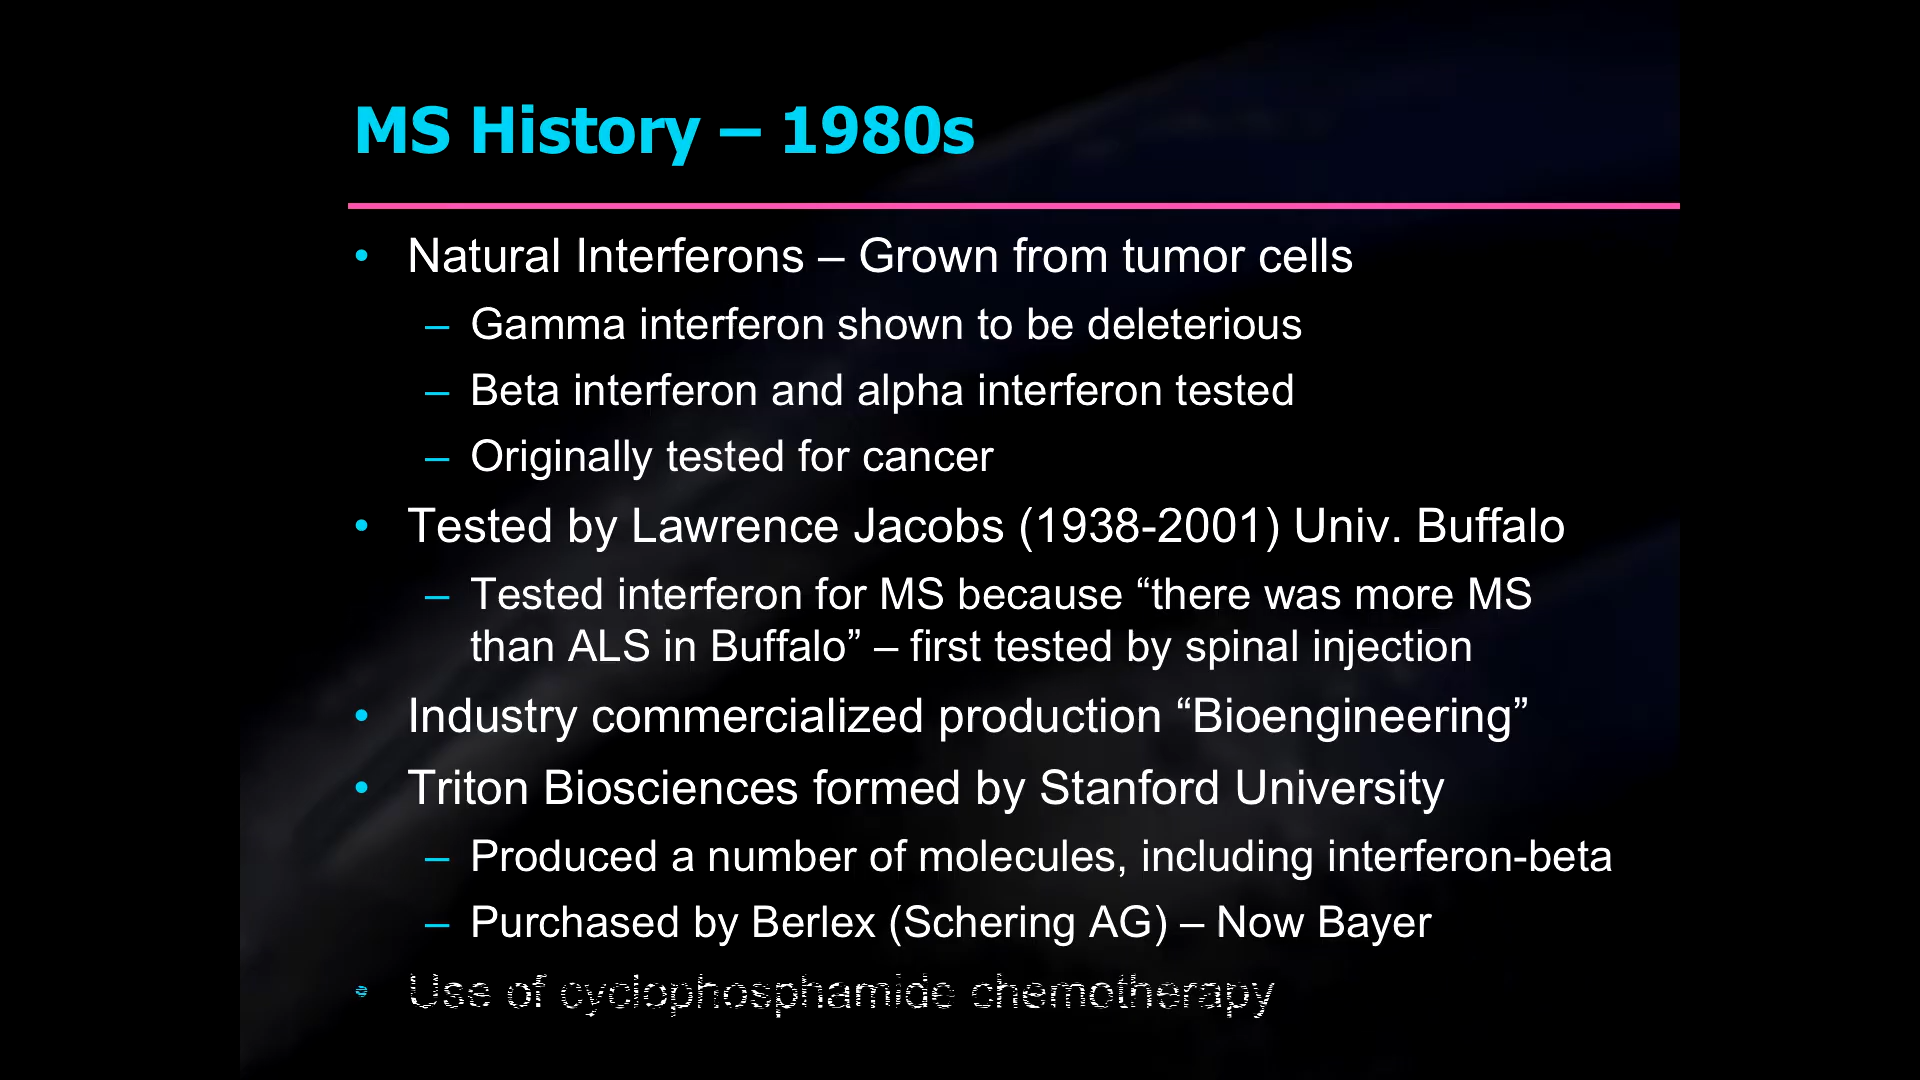 MS History – 1980s
• Natural Interferons – Grown from tumor cells
– Gamma interferon shown to be deleterious
– Beta interferon and alpha interferon tested
– Originally tested for cancer
• Tested by Lawrence Jacobs (1938-2001) Univ. Buffalo
– Tested interferon for MS because “there was more MS
than ALS in Buffalo” – first tested by spinal injection
• Industry commercialized production “Bioengineering”
• Triton Biosciences formed by Stanford University
– Produced a number of molecules, including interferon-beta
– Purchased by Berlex (Schering AG) – Now Bayer
• Use of cyclophosphamide chemotherapy